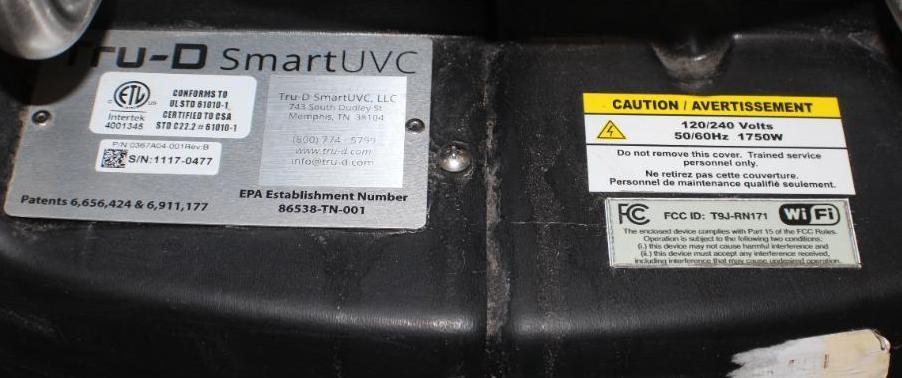 Tru-D SmartUVC
ETL
c us
Intertek
4001345
CONFORMS TO
UL STD 61010-1
CERTIFIED TO CSA
STD C22.2 # 61010-1
P/N 0367A04-001Rev:B
S/N:1117-0477
Tru-D SmartUVC, LLC
743 South Dudley St
Memphis, TN 38104
(800) 774 - 5799
www.tru-d.com
info@tru-d.com
Patents 6,656,424 & 6,911,177
EPA Establishment Number
86538-TN-001
CAUTION / AVERTISSEMENT
120/240 Volts
50/60Hz 1750W
Do not remove this cover. Trained service
personnel only.
Ne retirez pas cette couverture.
Personnel de maintenance qualifié seulement.
FC FCC ID: T9J-RN171 WiFi
The enclosed device complies with Part 15 of the FCC Rules.
Operation is subject to the following two conditions:
(i.) this device may not cause harmful interference and
(ii.) this device must accept any interference received,
including interference that may cause undesired operation.